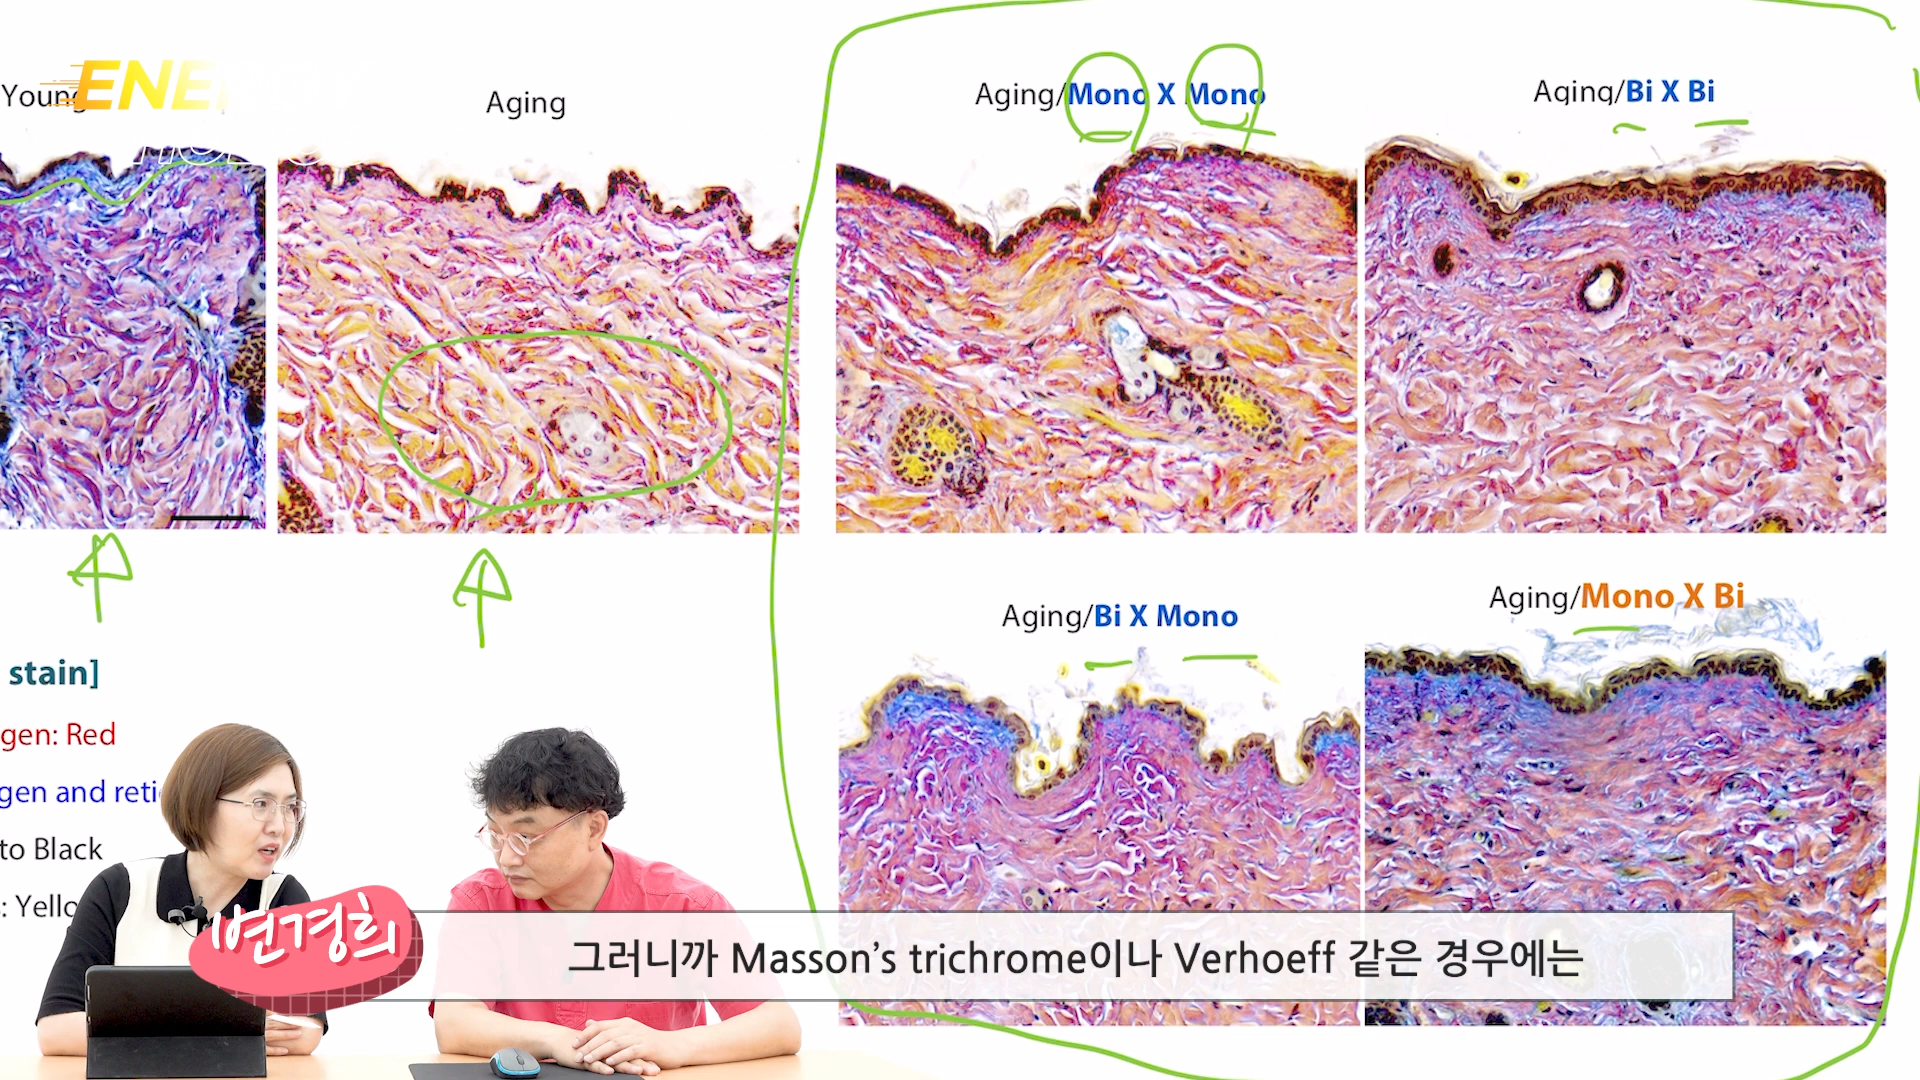 Young
ENE
Aging
Aging/Mono X Mono
Aging/Bi X Bi
Aging/Bi X Mono
Aging/Mono X Bi
stain]
gen: Red
gen and reti
to Black
: Yello
변경희
그러니까 Masson’s trichrome이나 Verhoeff 같은 경우에는